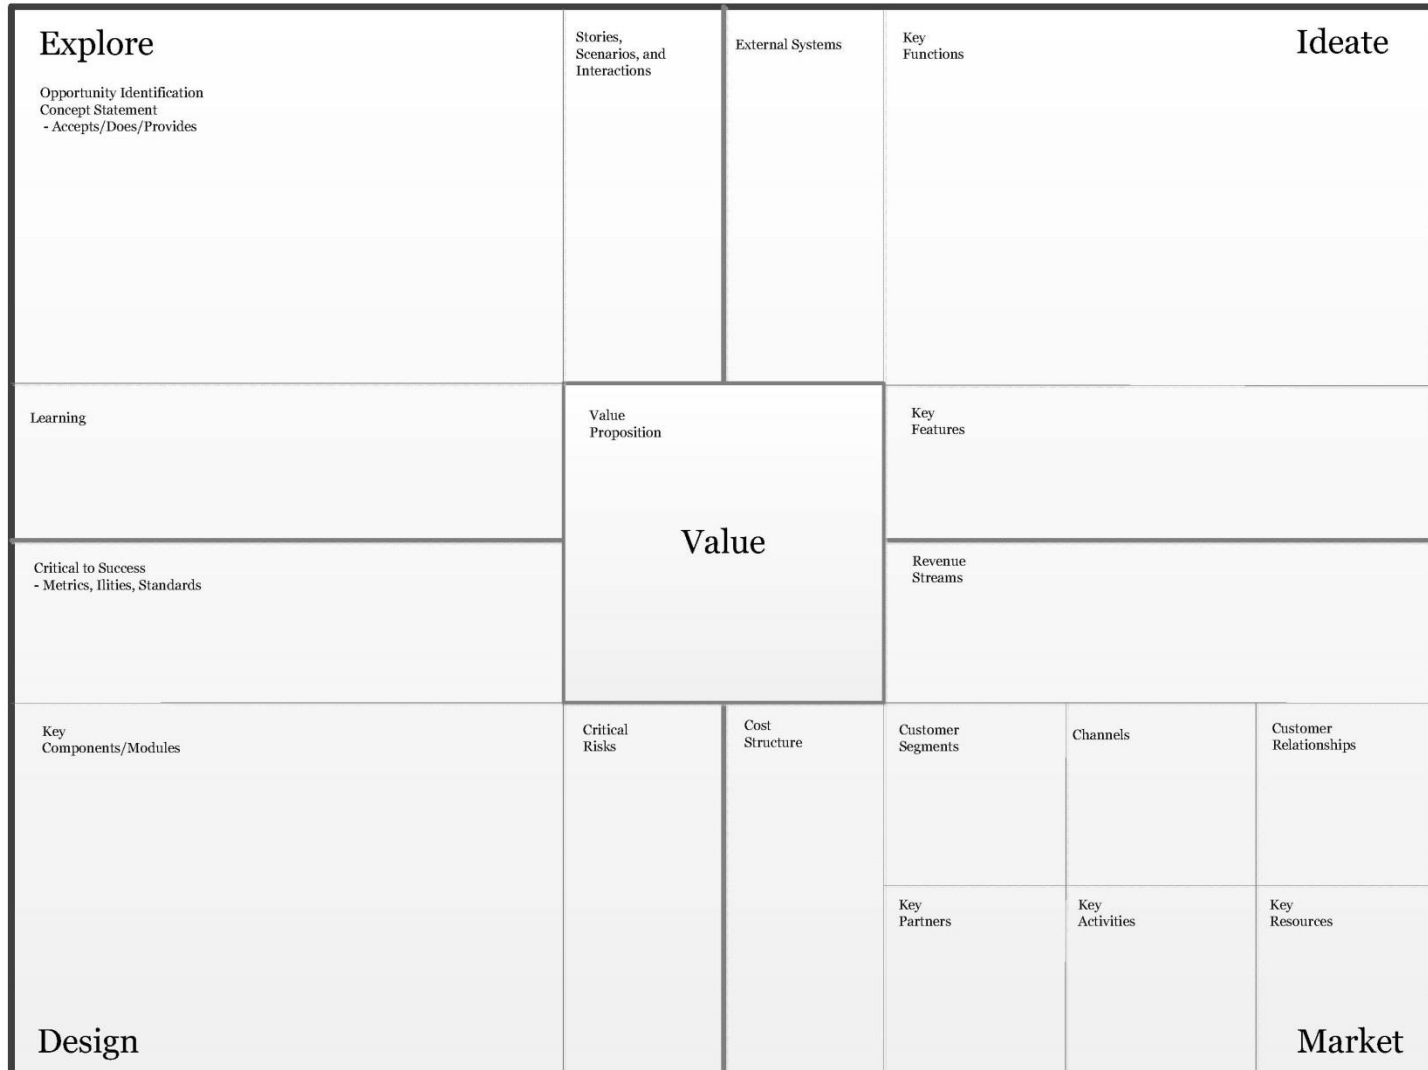 Explore
Opportunity Identification
Concept Statement
- Accepts/Does/Provides
Stories,
Scenarios, and
Interactions
External Systems
Key
Functions
Ideate
Learning
Value
Proposition
Value
Key
Features
Critical to Success
- Metrics, Ilities, Standards
Revenue
Streams
Key
Components/Modules
Design
Critical
Risks
Cost
Structure
Customer
Segments
Channels
Customer
Relationships
Key
Partners
Key
Activities
Key
Resources
Market